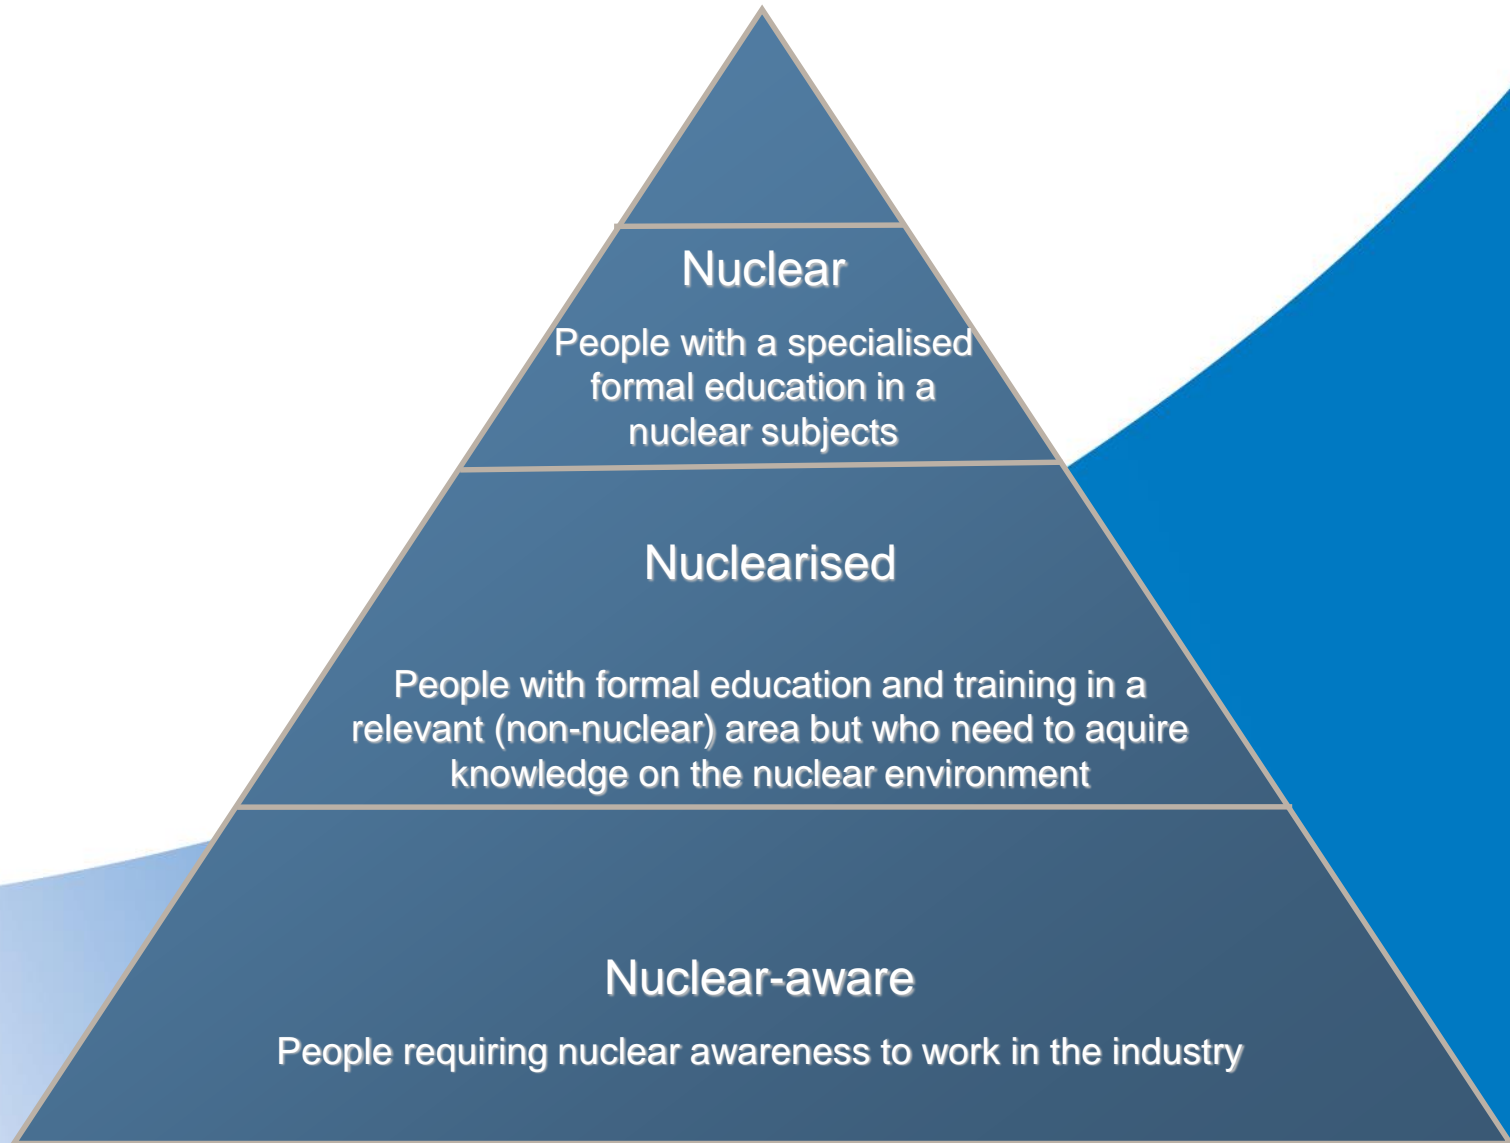 Nuclear
People with a specialised
formal education in a
nuclear subjects
Nuclearised
People with formal education and training in a
relevant (non-nuclear) area but who need to aquire
knowledge on the nuclear environment
Nuclear-aware
People requiring nuclear awareness to work in the industry